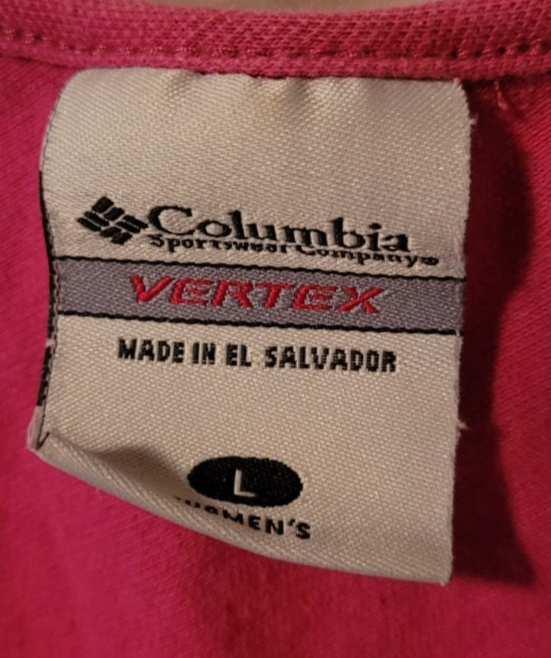 Columbia
Sportswear Company
VERTEX
MADE IN EL SALVADOR
L
WOMEN'S